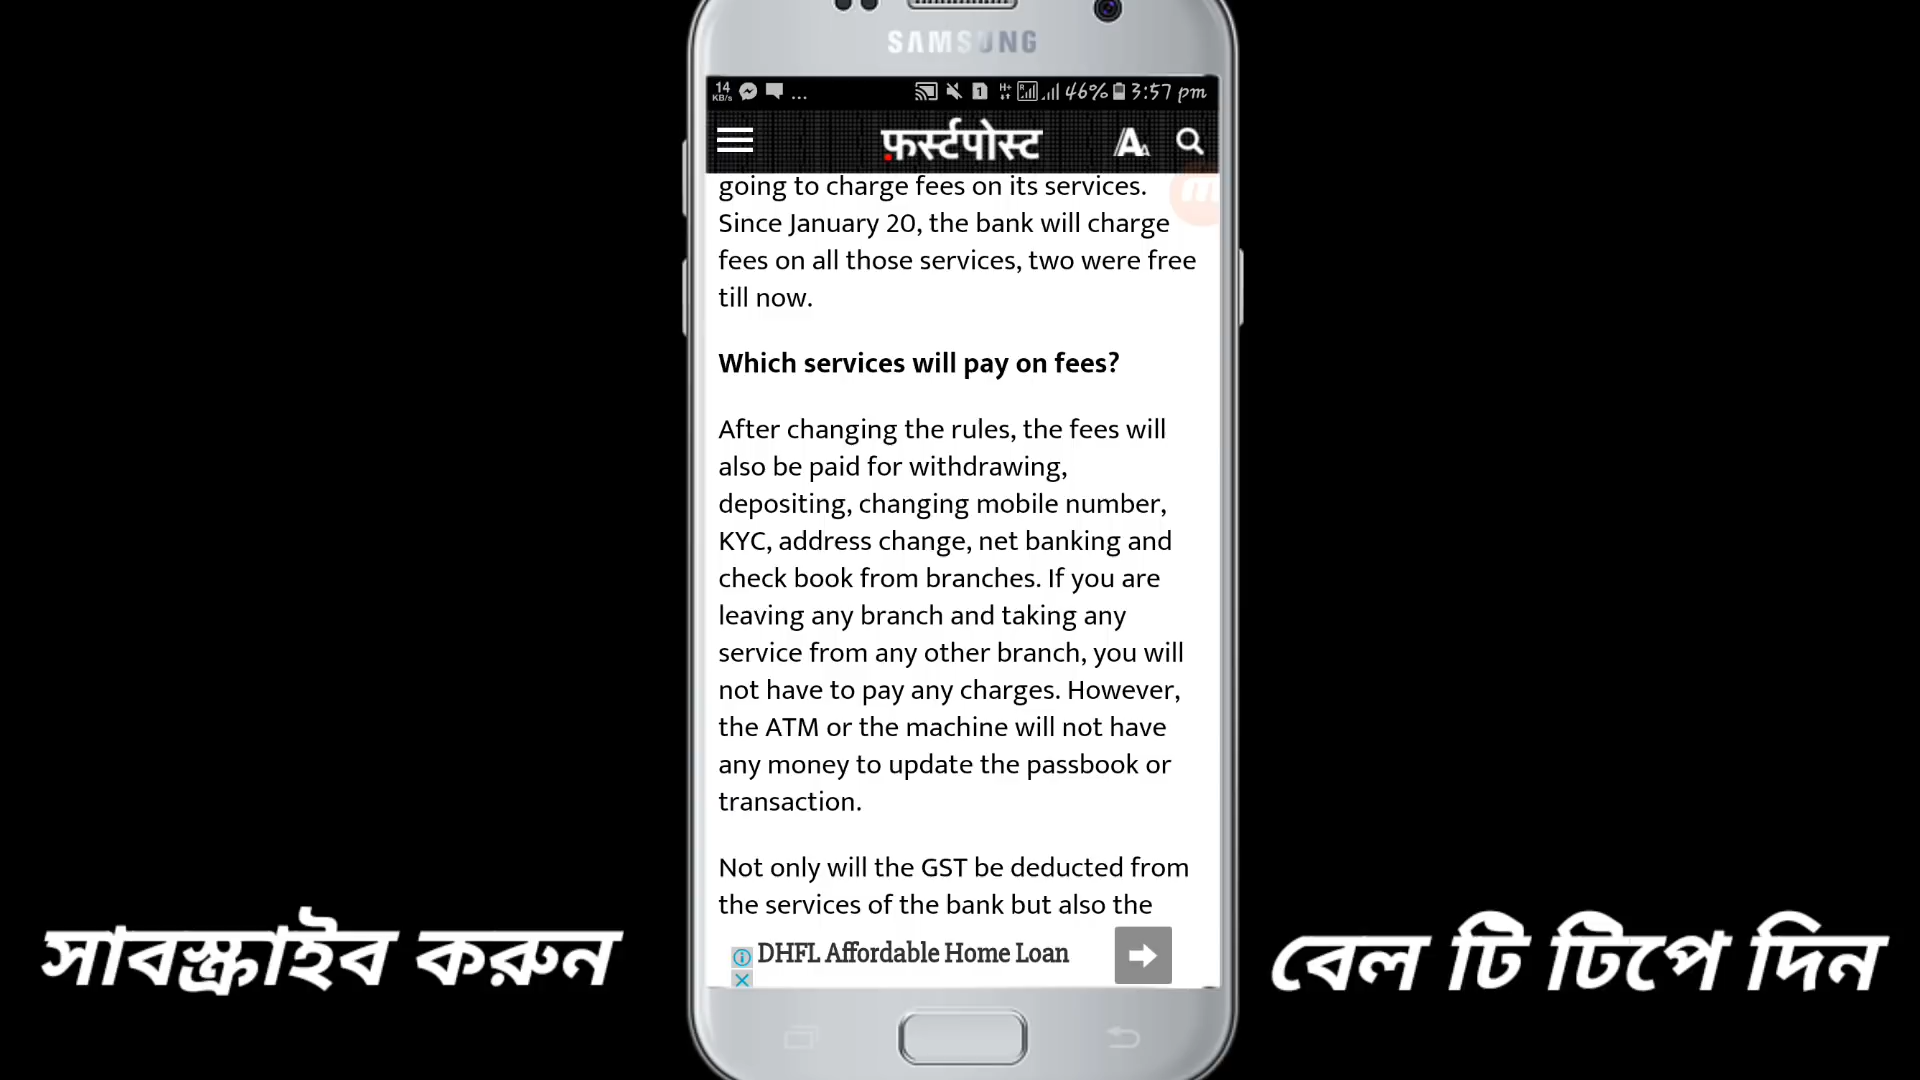 SAMSUNG
14 KB/s ... 1 46% 3:57 pm
फ़र्स्टपोस्ट
going to charge fees on its services.
Since January 20, the bank will charge
fees on all those services, two were free
till now.
Which services will pay on fees?
After changing the rules, the fees will
also be paid for withdrawing,
depositing, changing mobile number,
KYC, address change, net banking and
check book from branches. If you are
leaving any branch and taking any
service from any other branch, you will
not have to pay any charges. However,
the ATM or the machine will not have
any money to update the passbook or
transaction.
Not only will the GST be deducted from
the services of the bank but also the
DHFL Affordable Home Loan
সাবস্ক্রাইব করুন
বেল টি টিপে দিন